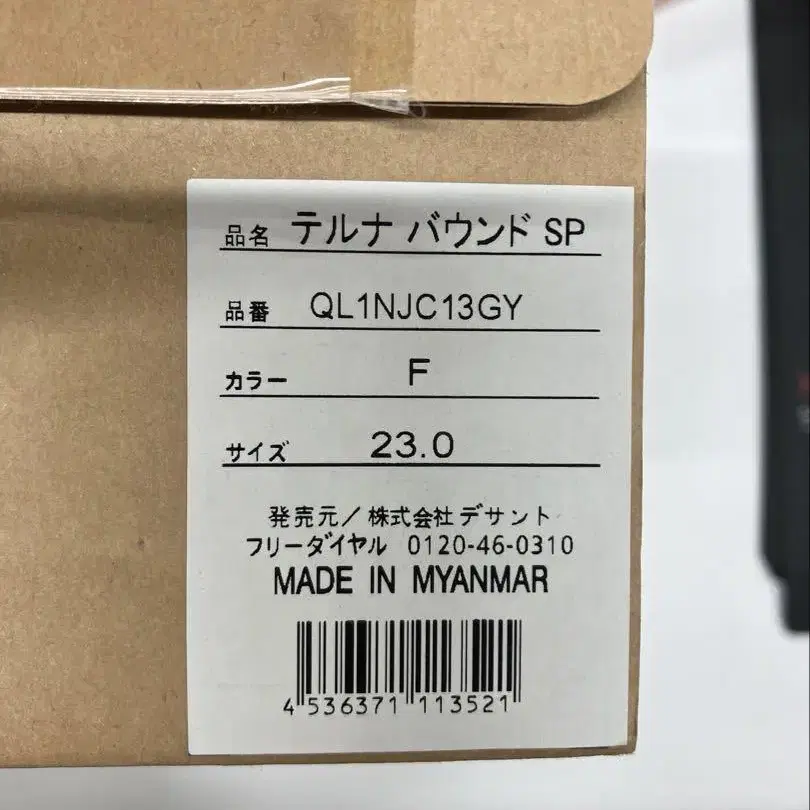 品名 テルナ バウンド SP
品番 QL1NJC13GY
カラー F
サイズ 23.0
発売元／株式会社デサント
フリーダイヤル 0120-46-0310
MADE IN MYANMAR
4 536371 113521